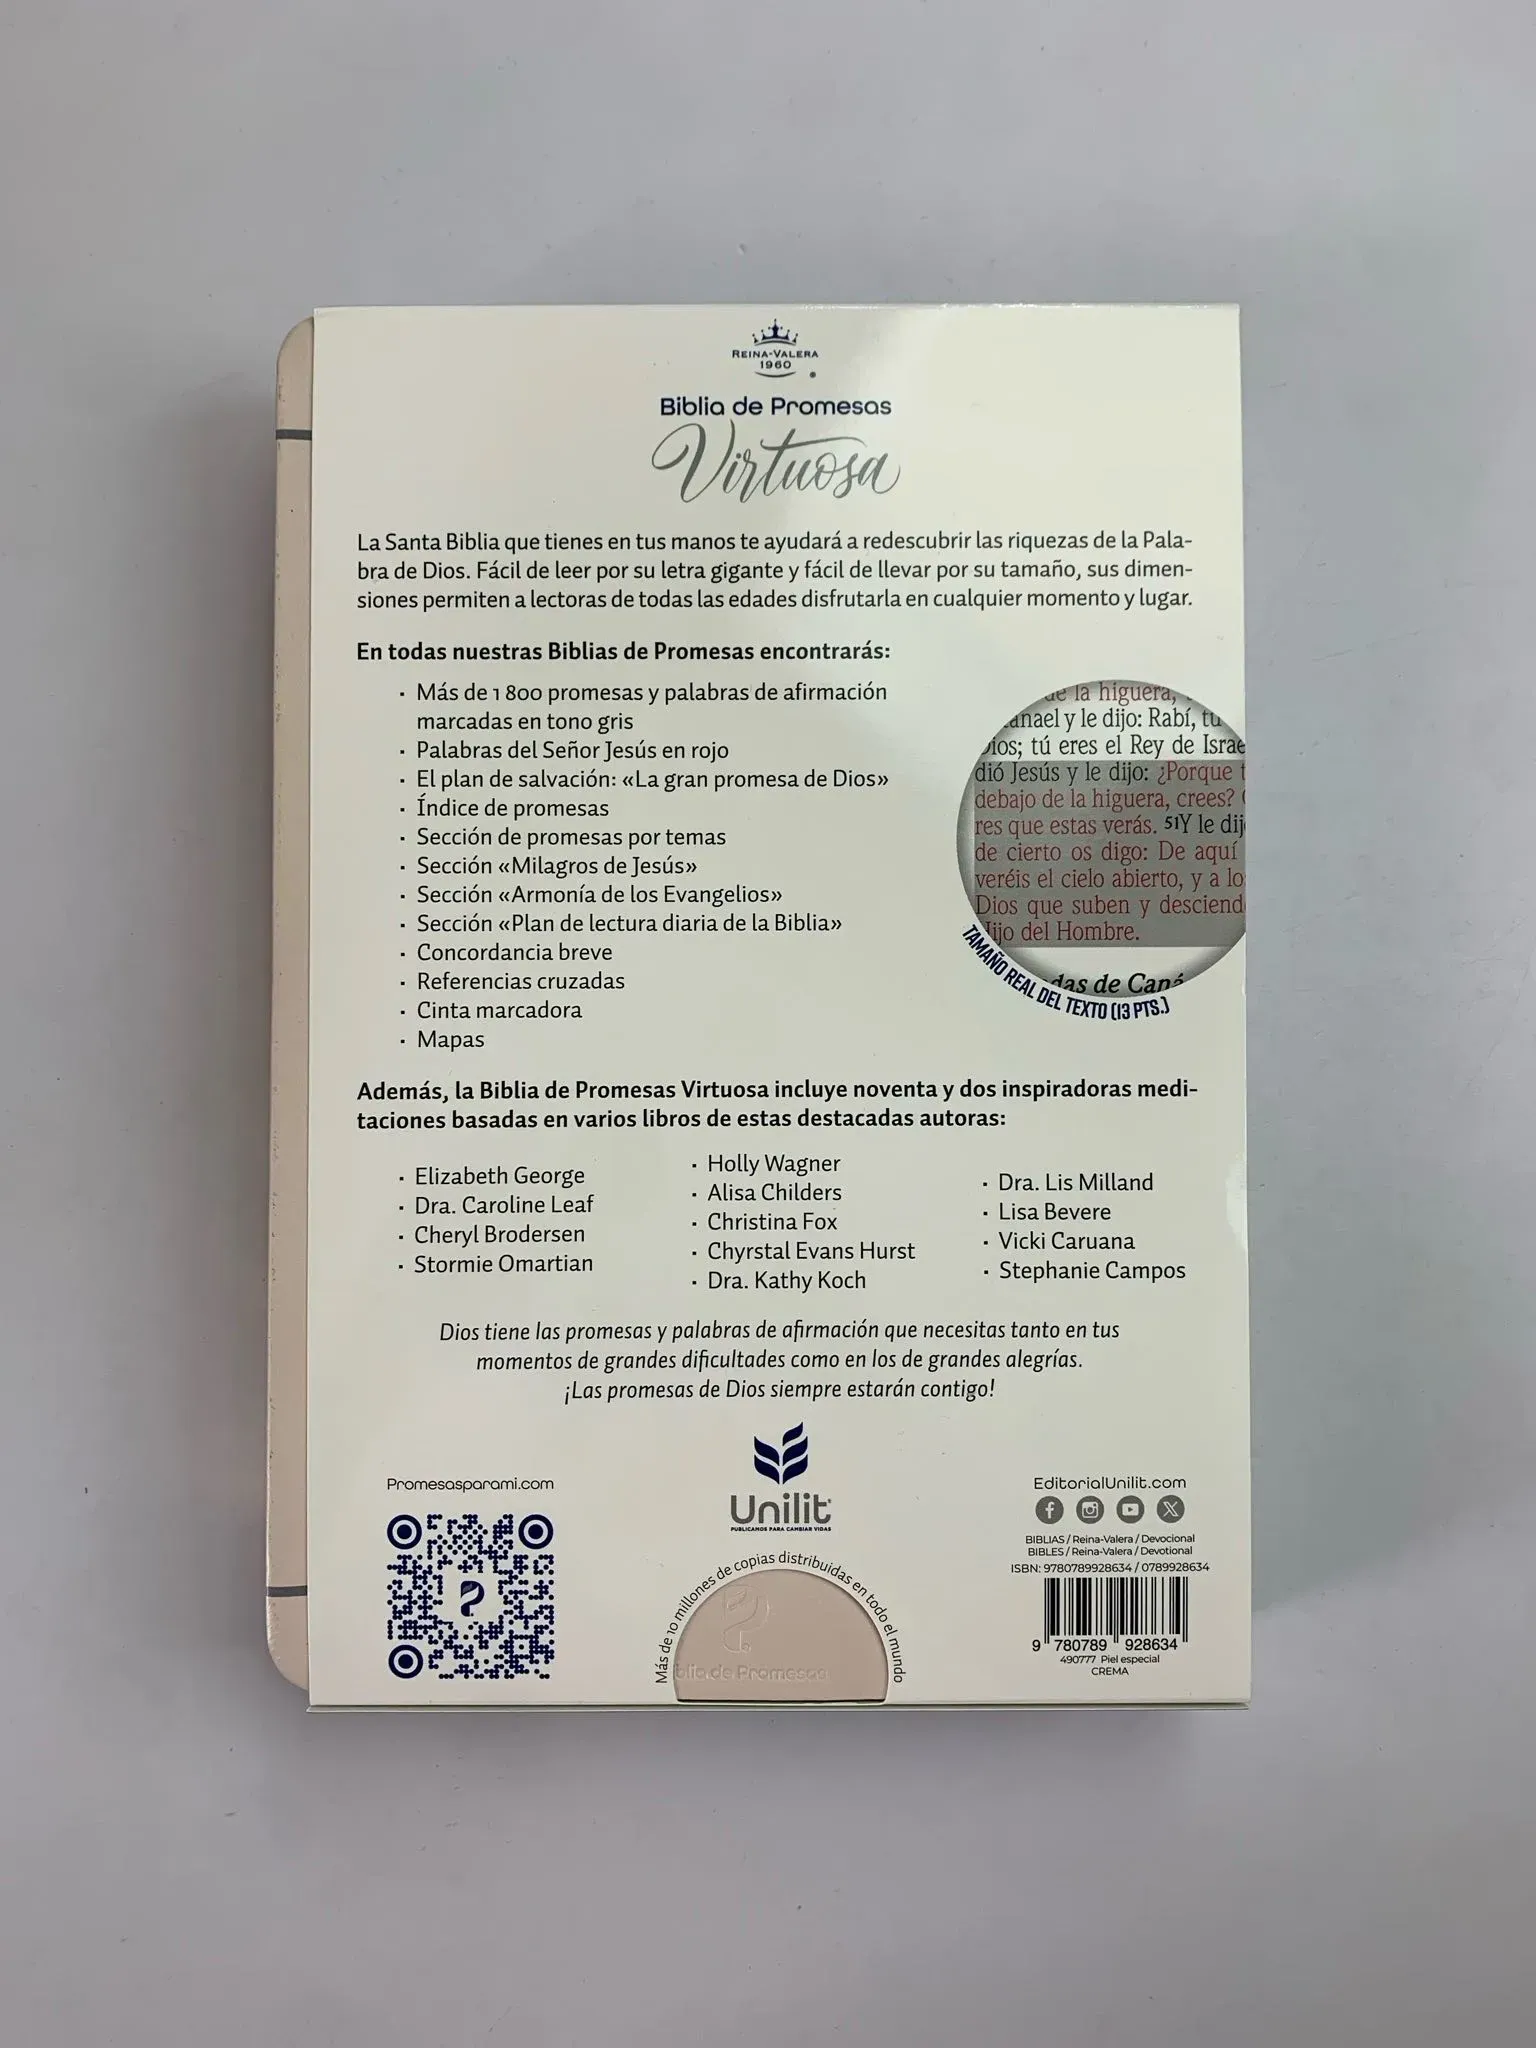 REINA-VALERA
1960
Biblia de Promesas
Virtuosa
La Santa Biblia que tienes en tus manos te ayudará a redescubrir las riquezas de la Pala-
bra de Dios. Fácil de leer por su letra gigante y fácil de llevar por su tamaño, sus dimen-
siones permiten a lectoras de todas las edades disfrutarla en cualquier momento y lugar.
En todas nuestras Biblias de Promesas encontrarás:
· Más de 1 800 promesas y palabras de afirmación
marcadas en tono gris
· Palabras del Señor Jesús en rojo
· El plan de salvación: «La gran promesa de Dios»
· Índice de promesas
· Sección de promesas por temas
· Sección «Milagros de Jesús»
· Sección «Armonía de los Evangelios»
· Sección «Plan de lectura diaria de la Biblia»
· Concordancia breve
· Referencias cruzadas
· Cinta marcadora
· Mapas
de la higuera,
anael y le dijo: Rabí, tú
Dios; tú eres el Rey de Israe
dió Jesús y le dijo: ¿Porque t
debajo de la higuera, crees?
res que estas verás. 51Y le dij
de cierto os digo: De aquí
veréis el cielo abierto, y a lo
Dios que suben y desciend
Hijo del Hombre.
das de Caná
TAMAÑO REAL DEL TEXTO (13 PTS.)
Además, la Biblia de Promesas Virtuosa incluye noventa y dos inspiradoras medi-
taciones basadas en varios libros de estas destacadas autoras:
· Elizabeth George
· Dra. Caroline Leaf
· Cheryl Brodersen
· Stormie Omartian
· Holly Wagner
· Alisa Childers
· Christina Fox
· Chyrstal Evans Hurst
· Dra. Kathy Koch
· Dra. Lis Milland
· Lisa Bevere
· Vicki Caruana
· Stephanie Campos
Dios tiene las promesas y palabras de afirmación que necesitas tanto en tus
momentos de grandes dificultades como en los de grandes alegrías.
¡Las promesas de Dios siempre estarán contigo!
Promesasparami.com
Unilit
PUBLICAMOS PARA CAMBIAR VIDAS
Más de 10 millones de copias distribuidas en todo el mundo
blia de Promesas
EditorialUnilit.com
BIBLIAS / Reina-Valera / Devocional
BIBLES / Reina-Valera / Devotional
ISBN: 9780789928634 / 0789928634
9 780789 928634
490777 Piel especial
CREMA